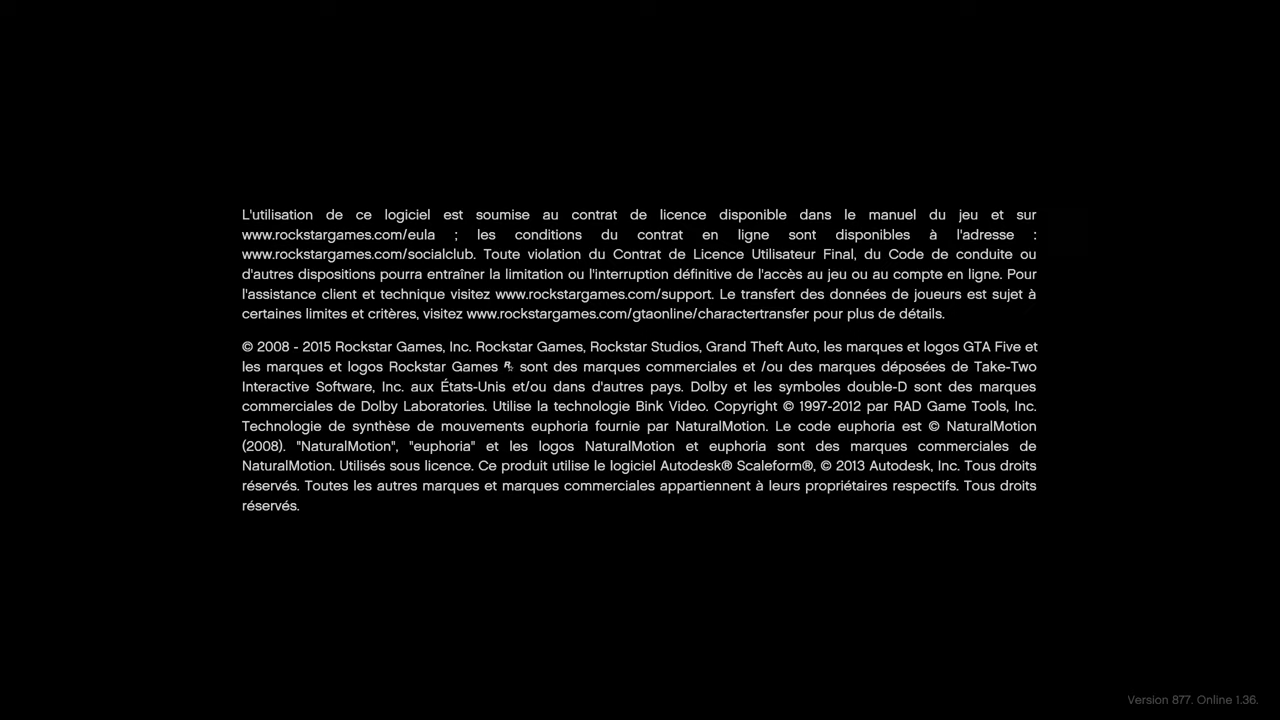 L'utilisation de ce logiciel est soumise au contrat de licence disponible dans le manuel du jeu et sur
www.rockstargames.com/eula ; les conditions du contrat en ligne sont disponibles à l'adresse :
www.rockstargames.com/socialclub. Toute violation du Contrat de Licence Utilisateur Final, du Code de conduite ou
d'autres dispositions pourra entraîner la limitation ou l'interruption définitive de l'accès au jeu ou au compte en ligne. Pour
l'assistance client et technique visitez www.rockstargames.com/support. Le transfert des données de joueurs est sujet à
certaines limites et critères, visitez www.rockstargames.com/gtaonline/charactertransfer pour plus de détails.
© 2008 - 2015 Rockstar Games, Inc. Rockstar Games, Rockstar Studios, Grand Theft Auto, les marques et logos GTA Five et
les marques et logos Rockstar Games R* sont des marques commerciales et /ou des marques déposées de Take-Two
Interactive Software, Inc. aux États-Unis et/ou dans d'autres pays. Dolby et les symboles double-D sont des marques
commerciales de Dolby Laboratories. Utilise la technologie Bink Video. Copyright © 1997-2012 par RAD Game Tools, Inc.
Technologie de synthèse de mouvements euphoria fournie par NaturalMotion. Le code euphoria est © NaturalMotion
(2008). "NaturalMotion", "euphoria" et les logos NaturalMotion et euphoria sont des marques commerciales de
NaturalMotion. Utilisés sous licence. Ce produit utilise le logiciel Autodesk® Scaleform®, © 2013 Autodesk, Inc. Tous droits
réservés. Toutes les autres marques et marques commerciales appartiennent à leurs propriétaires respectifs. Tous droits
réservés.
Version 877. Online 1.36.